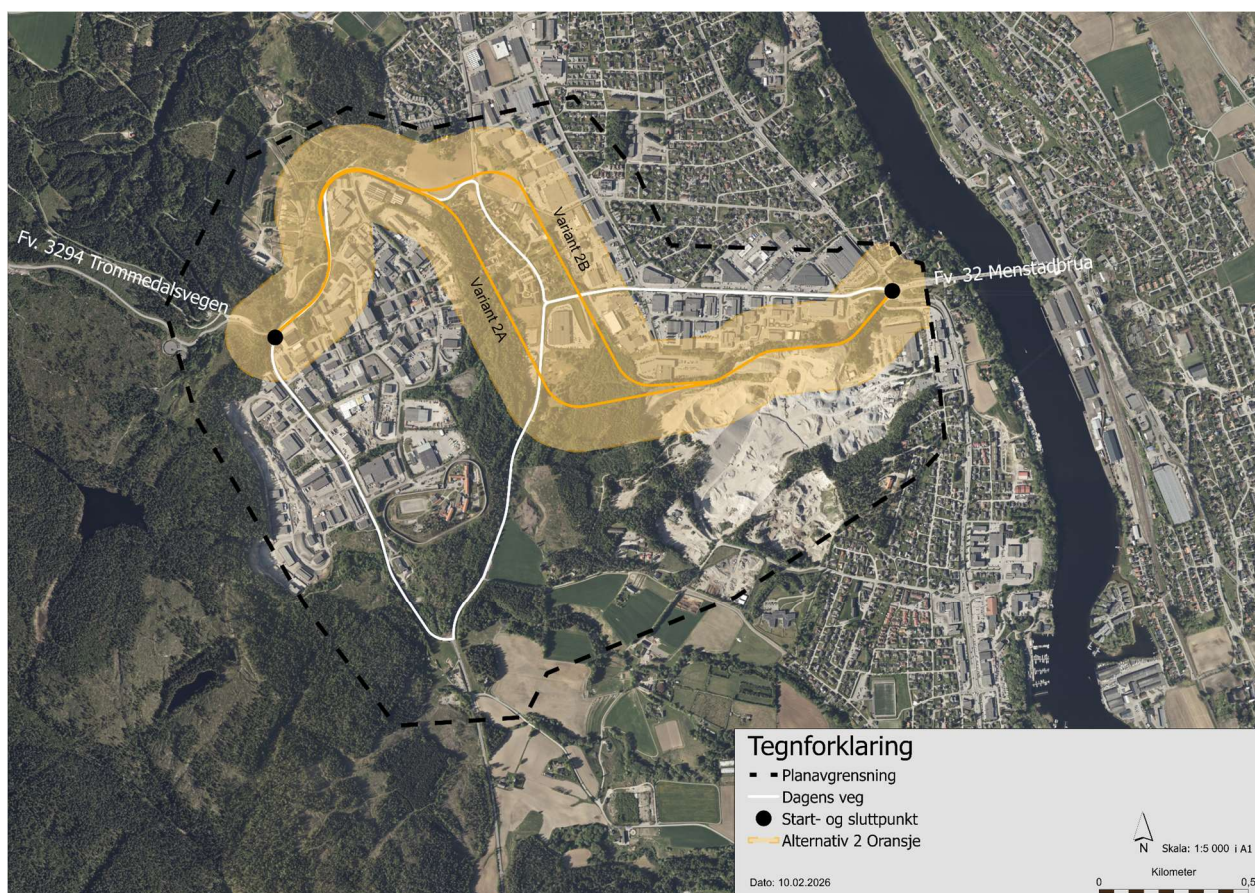 Fv. 3294 Trommedalsvegen
Variant 2A
Variant 2B
Fv. 32 Menstadbrua
Tegnforklaring
Planavgrensning
Dagens veg
Start- og sluttpunkt
Alternativ 2 Oransje
N
Skala: 1:5 000 i A1
Kilometer
Dato: 10.02.2026
0
0,5